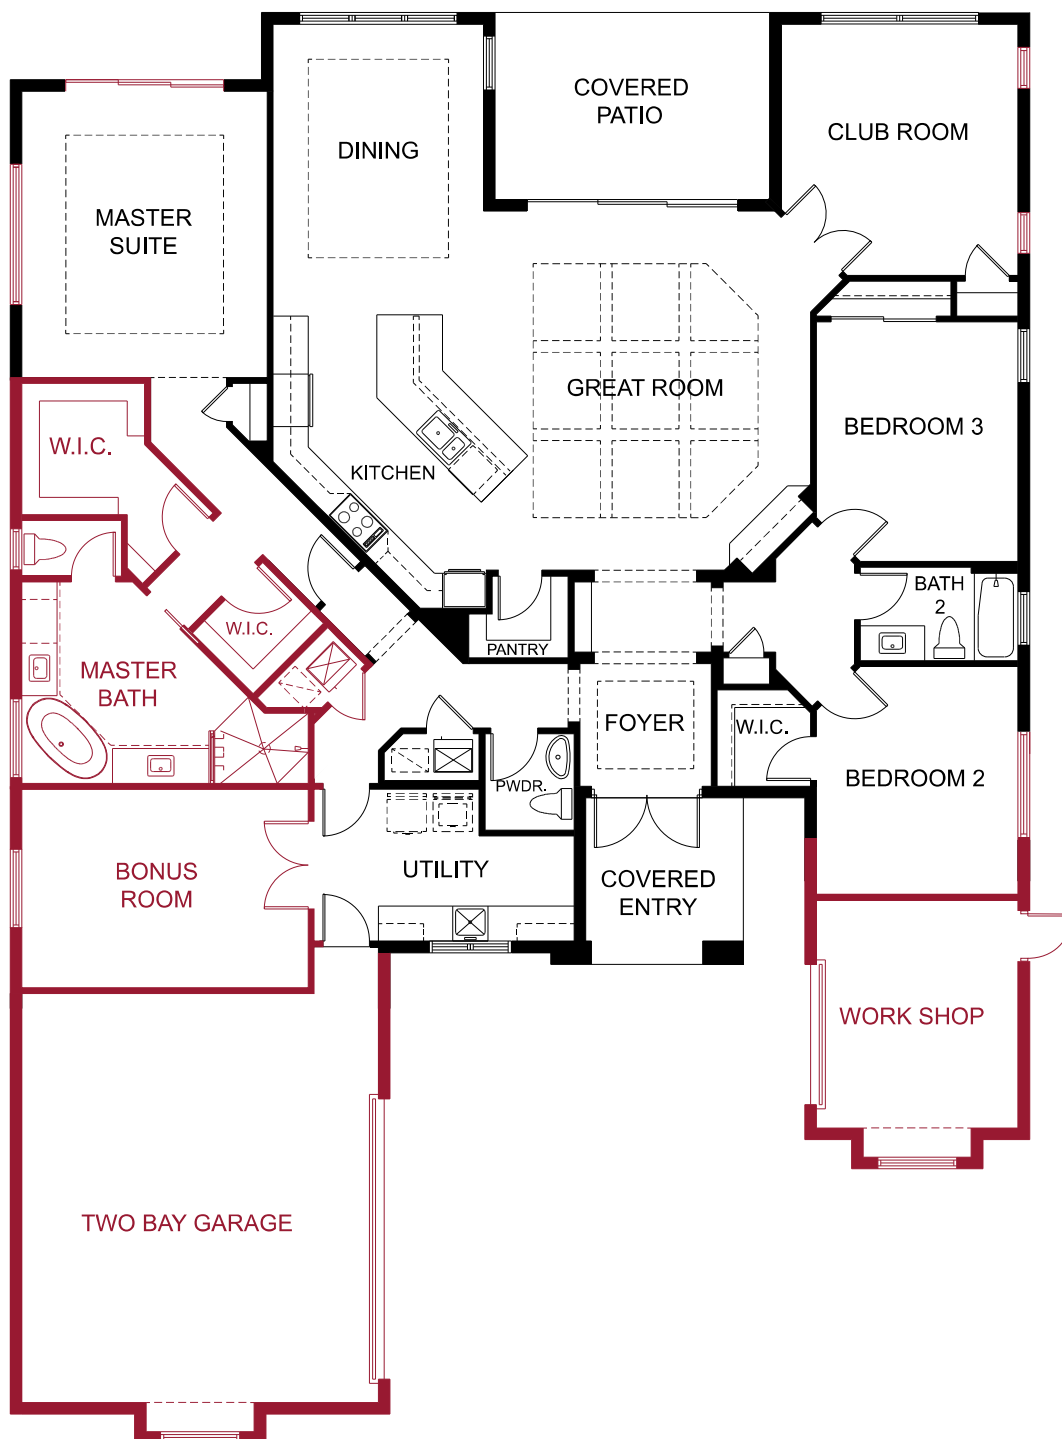 COVERED
PATIO
CLUB ROOM
DINING
MASTER
SUITE
GREAT ROOM
BEDROOM 3
W.I.C.
KITCHEN
BATH
2
W.I.C.
PANTRY
MASTER
BATH
FOYER
W.I.C.
BEDROOM 2
PWDR.
BONUS
ROOM
UTILITY
COVERED
ENTRY
WORK SHOP
TWO BAY GARAGE